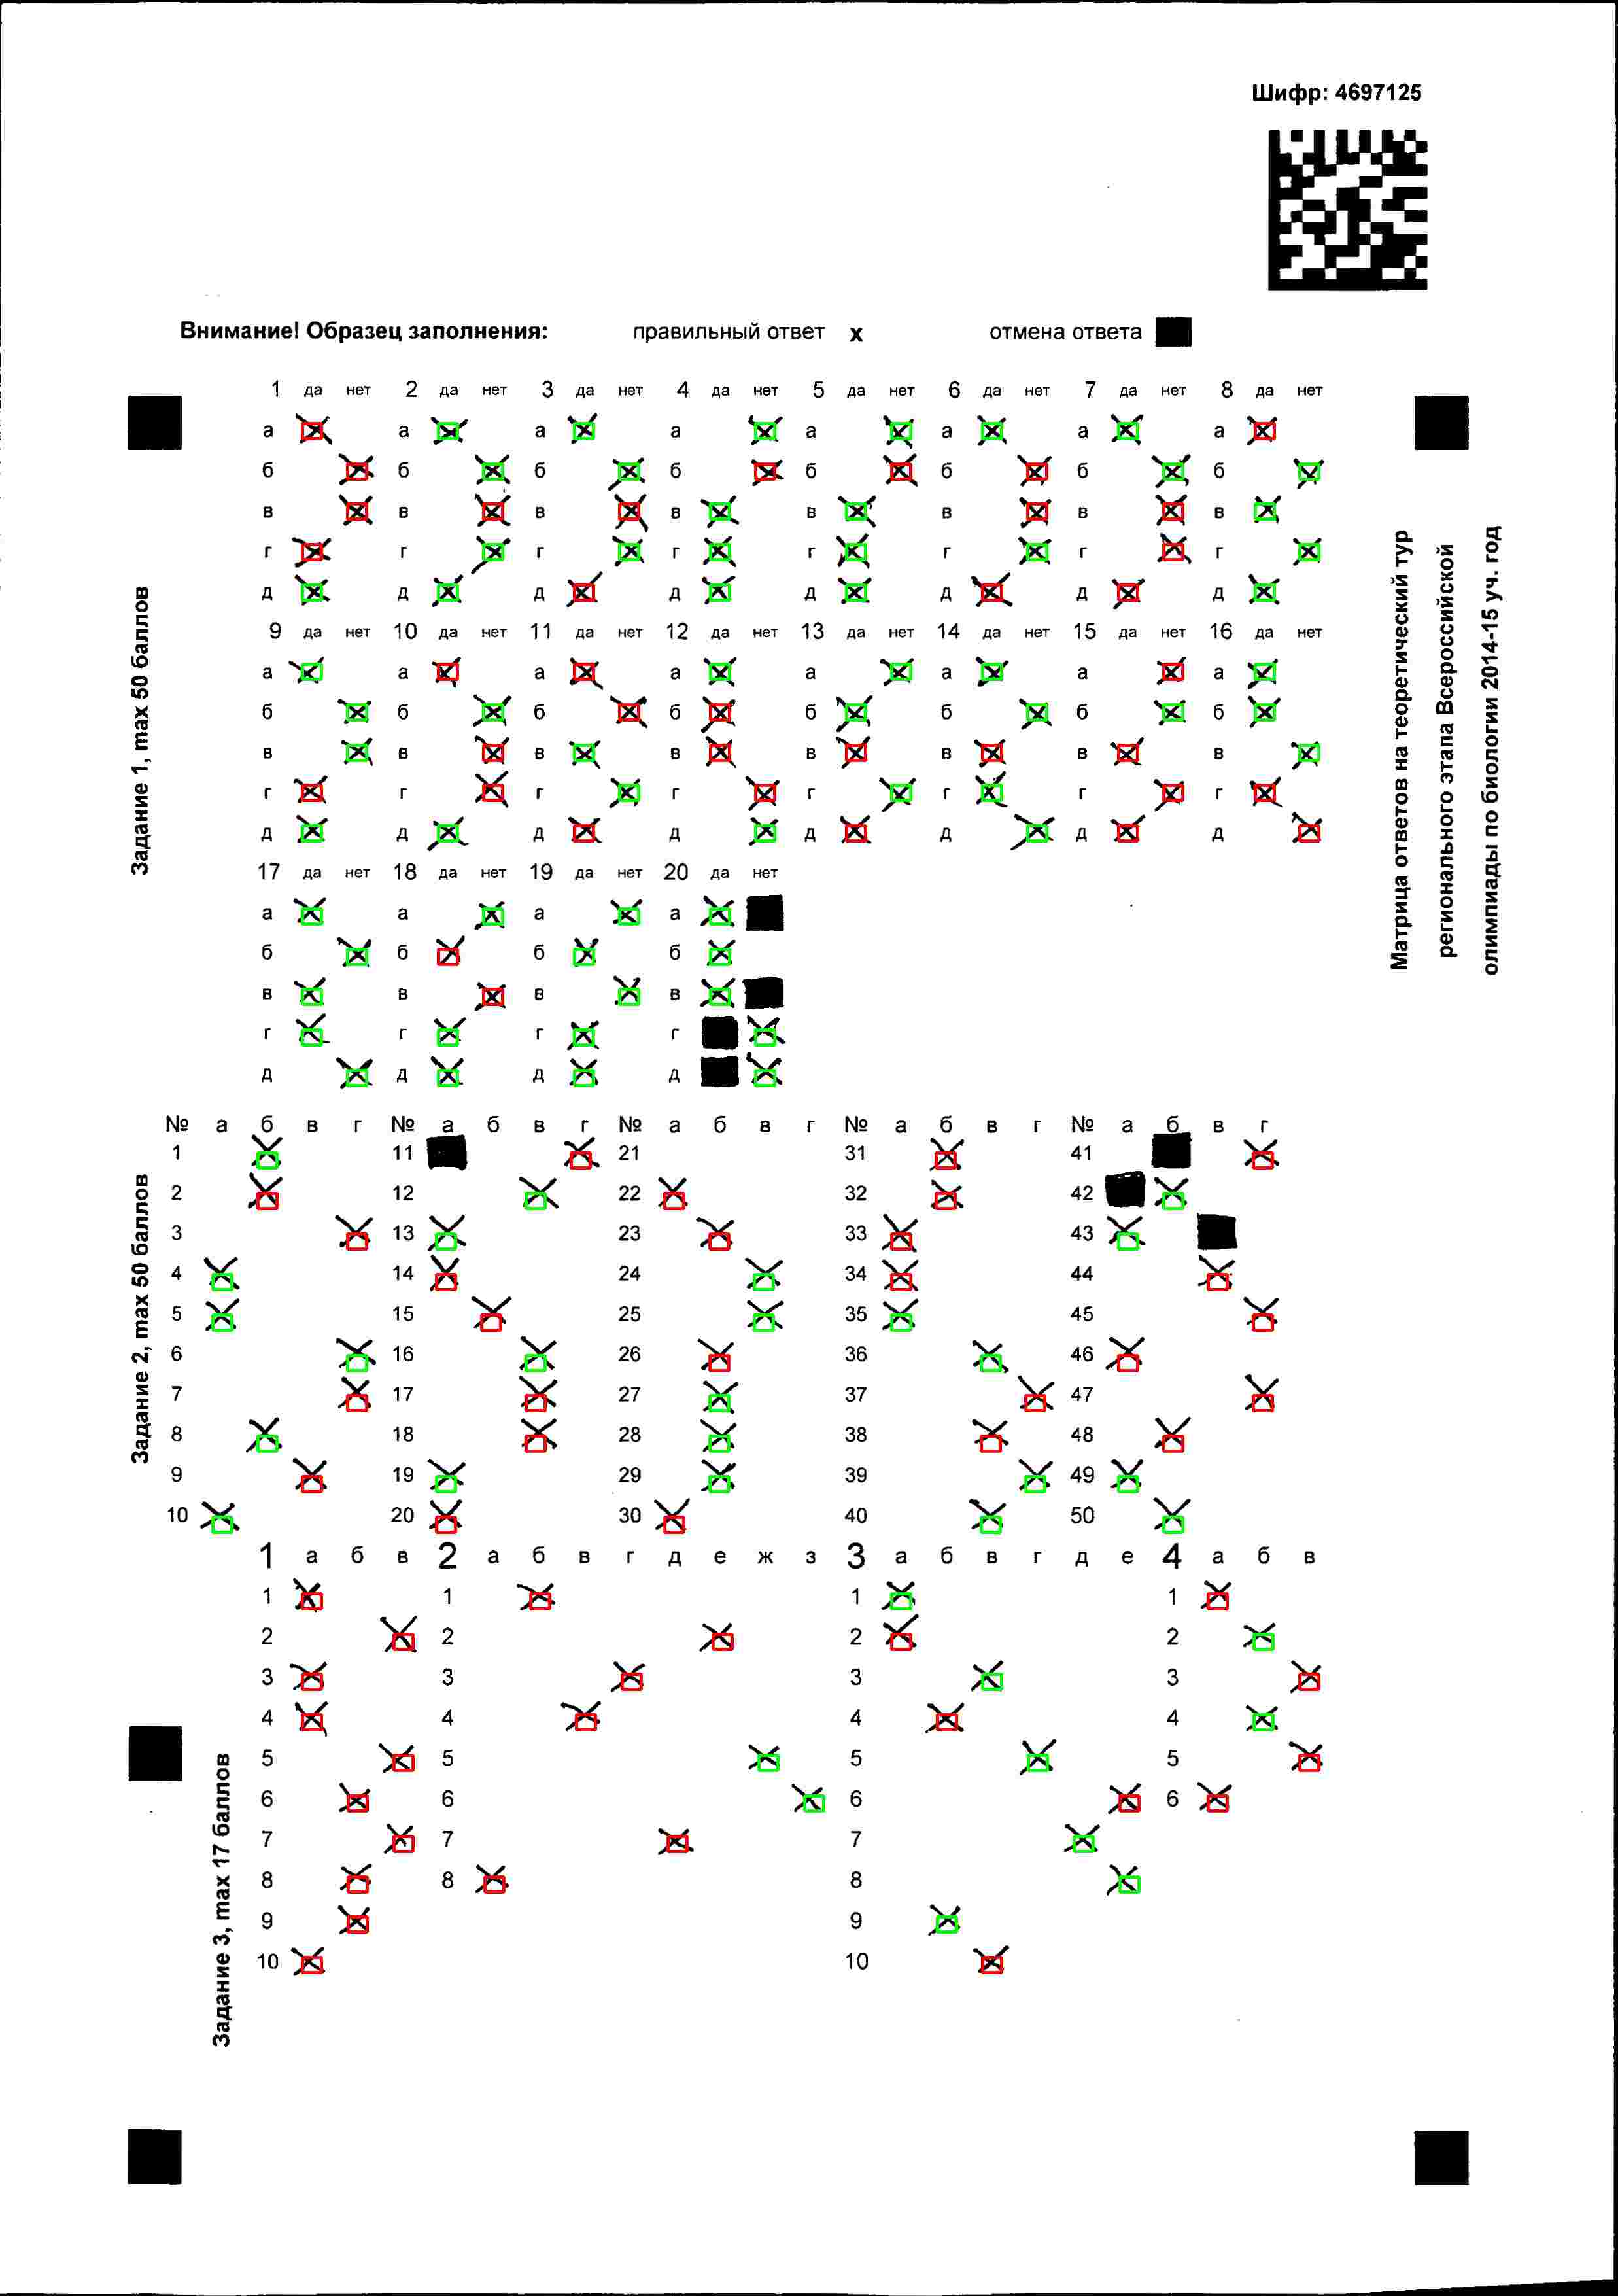 Шифр: 4697125
Внимание! Образец заполнения: правильный ответ х отмена ответа
1 да нет 2 да нет 3 да нет 4 да нет 5 да нет 6 да нет 7 да нет 8 да нет
а а а а а а а а
б б б б б б б б
в в в в в в в в
г г г г г г г г
д д д д д д д д
9 да нет 10 да нет 11 да нет 12 да нет 13 да нет 14 да нет 15 да нет 16 да нет
а а а а а а а а
б б б б б б б б
в в в в в в в в
г г г г г г г г
д д д д д д д д
17 да нет 18 да нет 19 да нет 20 да нет
а а а а
б б б б
в в в в
г г г г
д д д д
Задание 1, max 50 баллов
Матрица ответов на теоретический тур
регионального этапа Всероссийской
олимпиады по биологии 2014-15 уч. год
№ а б в г № а б в г № а б в г № а б в г № а б в г
1 11 21 31 41
2 12 22 32 42
3 13 23 33 43
4 14 24 34 44
5 15 25 35 45
6 16 26 36 46
7 17 27 37 47
8 18 28 38 48
9 19 29 39 49
10 20 30 40 50
Задание 2, max 50 баллов
1 а б в 2 а б в г д е ж з 3 а б в г д е 4 а б в
1 1 1 1
2 2 2 2
3 3 3 3
4 4 4 4
5 5 5 5
6 6 6 6
7 7 7
8 8 8
9 9
10 10
Задание 3, max 17 баллов